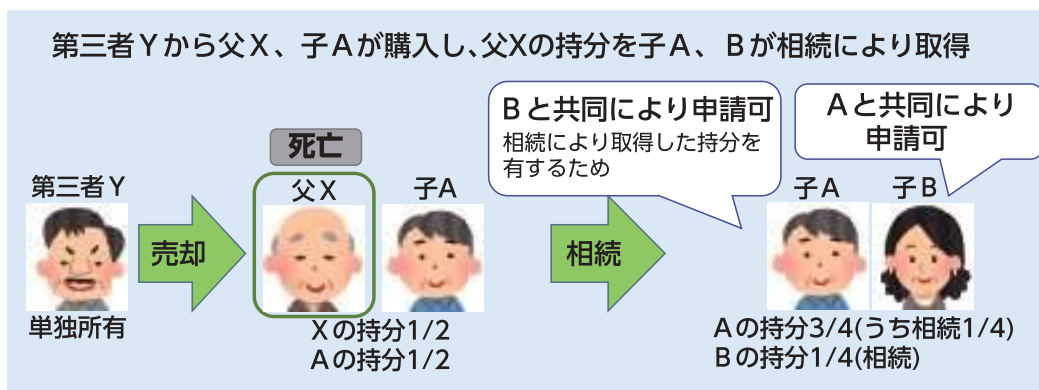 第三者Yから父X、子Aが購入し､父Xの持分を子A、Bが相続により取得
Bと共同により申請可
相続により取得した持分を
有するため
Aと共同により
申請可
死亡
第三者Y
父X
子A
子A
子B
売却
相続
単独所有
Xの持分1/2
Aの持分1/2
Aの持分3/4(うち相続1/4)
Bの持分1/4(相続)